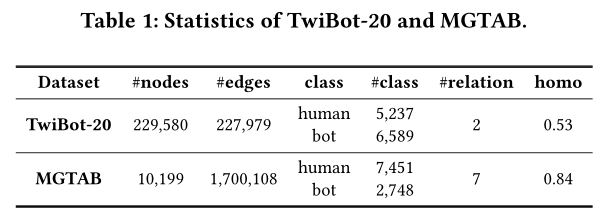 Table 1: Statistics of TwiBot-20 and MGTAB.
Dataset #nodes #edges class #class #relation homo
TwiBot-20 229,580 227,979 human 5,237 2 0.53
bot 6,589
MGTAB 10,199 1,700,108 human 7,451 7 0.84
bot 2,748